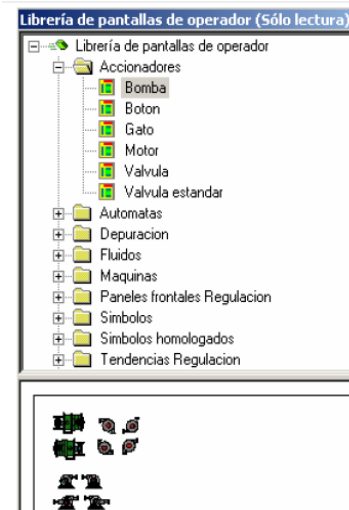 Librería de pantallas de operador (Sólo lectura)
Librería de pantallas de operador
Accionadores
Bomba
Boton
Gato
Motor
Valvula
Valvula estandar
Automatas
Depuracion
Fluidos
Maquinas
Paneles frontales Regulacion
Simbolos
Simbolos homologados
Tendencias Regulacion